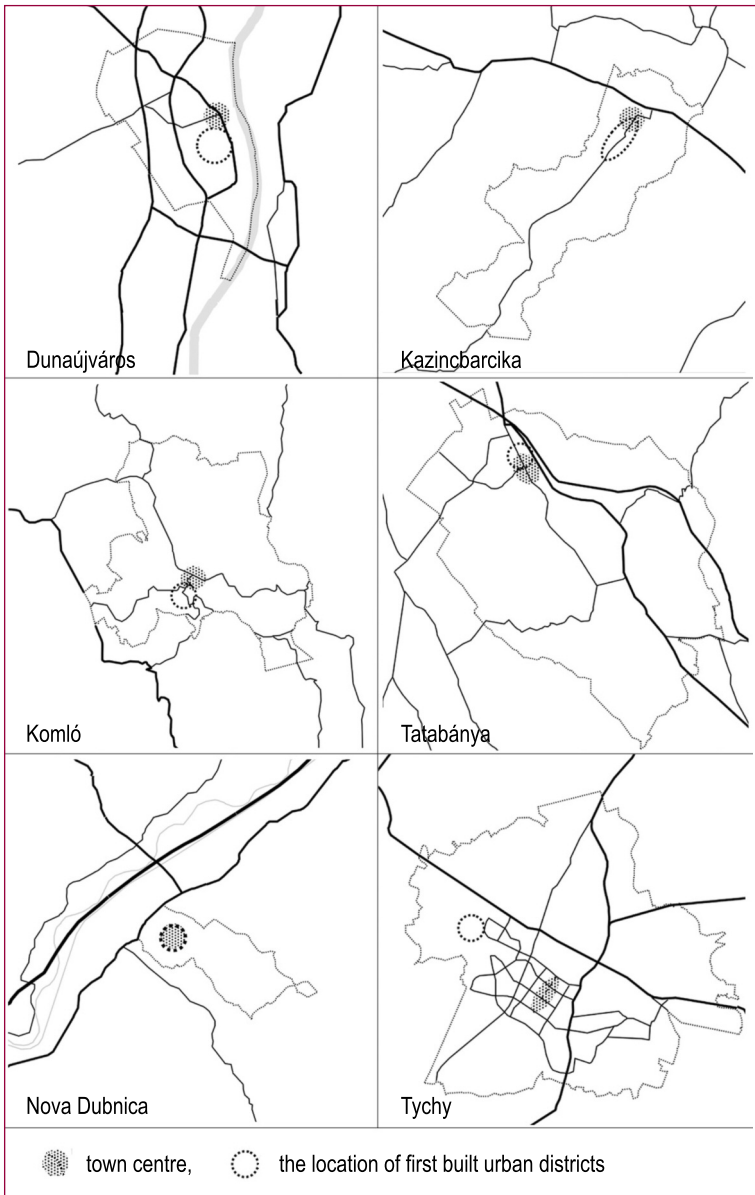 Dunaújváros
Kazincbarcika
Komló
Tatabánya
Nova Dubnica
Tychy
town centre,
the location of first built urban districts